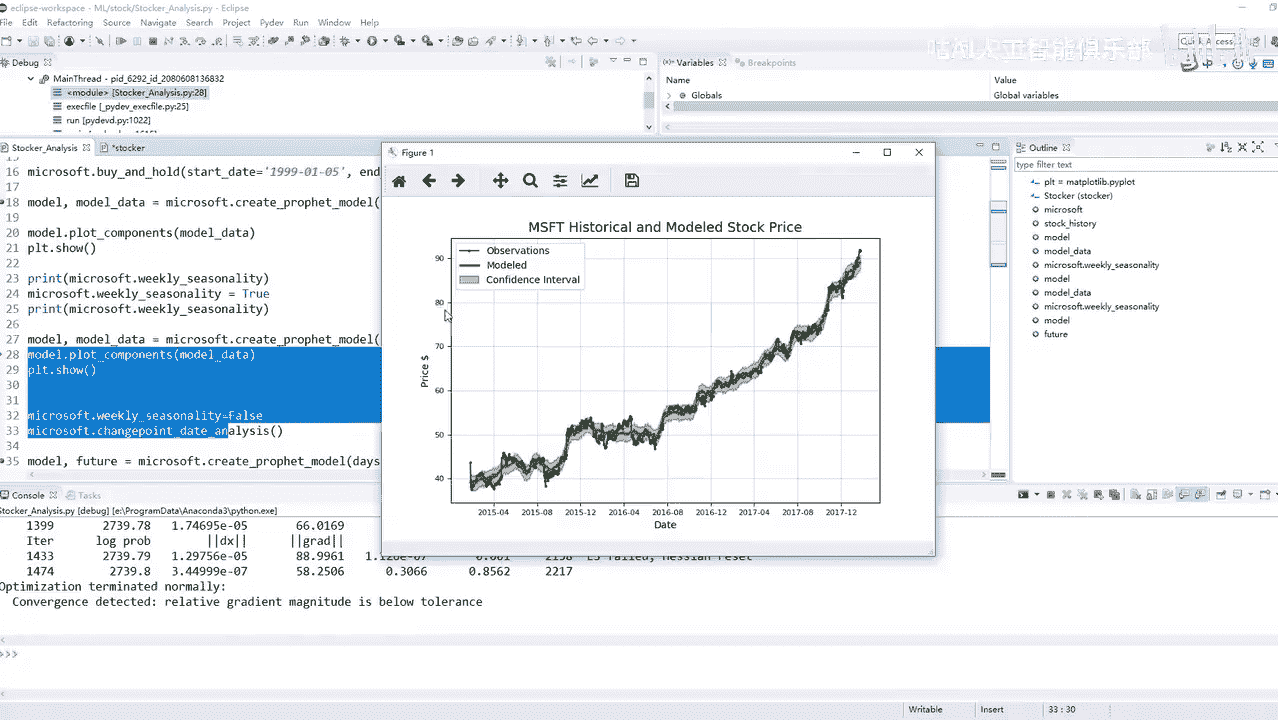 eclipse-workspace - ML/stock/Stocker_Analysis.py - Eclipse
File Edit Refactoring Source Navigate Search Project Pydev Run Window Help
Quick Access
Debug
MainThread - pid_6292_id_2080608136832
<module> [Stocker_Analysis.py:28]
execfile [_pydev_execfile.py:25]
run [pydevd.py:1022]
Variables Breakpoints
Name Value
Globals Global variables
Stocker_Analysis *stocker
16 microsoft.buy_and_hold(start_date='1999-01-05', end
17
18 model, model_data = microsoft.create_prophet_model(
19
20 model.plot_components(model_data)
21 plt.show()
22
23 print(microsoft.weekly_seasonality)
24 microsoft.weekly_seasonality = True
25 print(microsoft.weekly_seasonality)
26
27 model, model_data = microsoft.create_prophet_model(
28 model.plot_components(model_data)
29 plt.show()
30
31
32 microsoft.weekly_seasonality=False
33 microsoft.changepoint_date_analysis()
34
35 model, future = microsoft.create_prophet_model(days
Figure 1
MSFT Historical and Modeled Stock Price
Observations
Modeled
Confidence Interval
90
80
70
60
50
40
Price $
2015-04 2015-08 2015-12 2016-04 2016-08 2016-12 2017-04 2017-08 2017-12
Date
Outline
type filter text
plt = matplotlib.pyplot
Stocker (stocker)
microsoft
stock_history
model
model_data
microsoft.weekly_seasonality
model
model_data
microsoft.weekly_seasonality
model
future
Console Tasks
Stocker_Analysis.py [debug] [e:\ProgramData\Anaconda3\python.exe]
1399 2739.78 1.74695e-05 66.0169
Iter log prob ||dx|| ||grad||
1433 2739.79 1.29756e-05 88.9961
1474 2739.8 3.44997e-07 58.2506 0.3066 0.8562 2217
Optimization terminated normally:
Convergence detected: relative gradient magnitude is below tolerance
>>>
Writable Insert 33 : 30